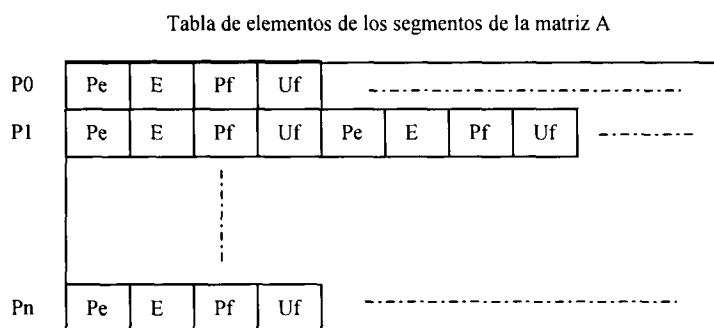 Tabla de elementos de los segmentos de la matriz A
P0 Pe E Pf Uf
P1 Pe E Pf Uf Pe E Pf Uf
Pn Pe E Pf Uf